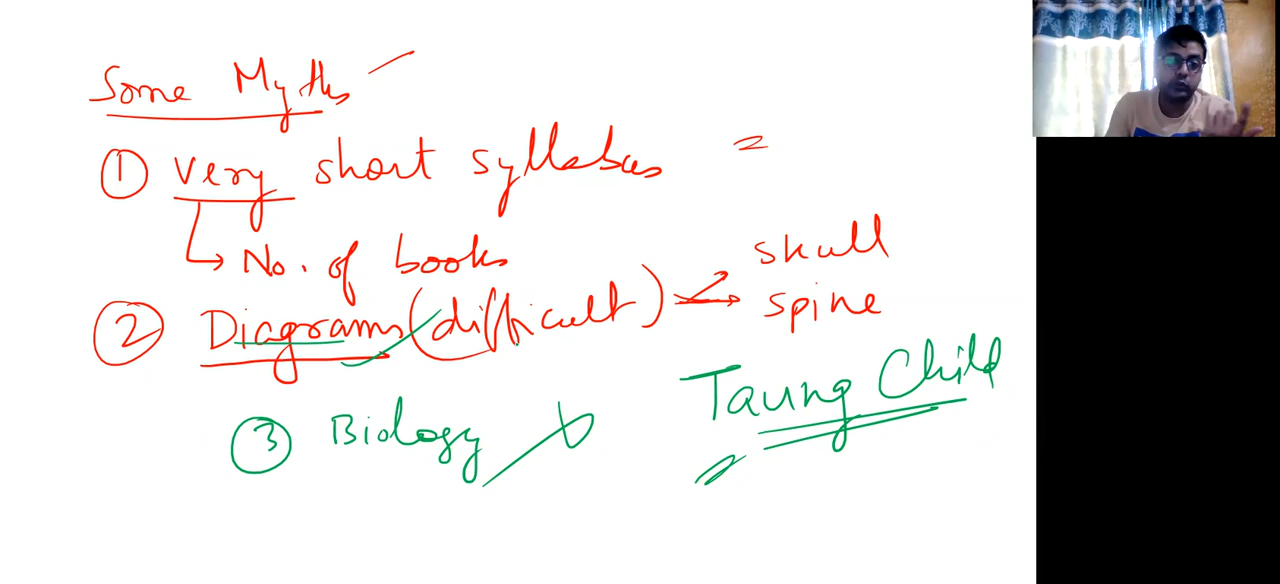 Some Myths
① Very short syllabus =
↳ No. of books
② Diagrams (difficult) → skull
spine
Taung Child
③ Biology